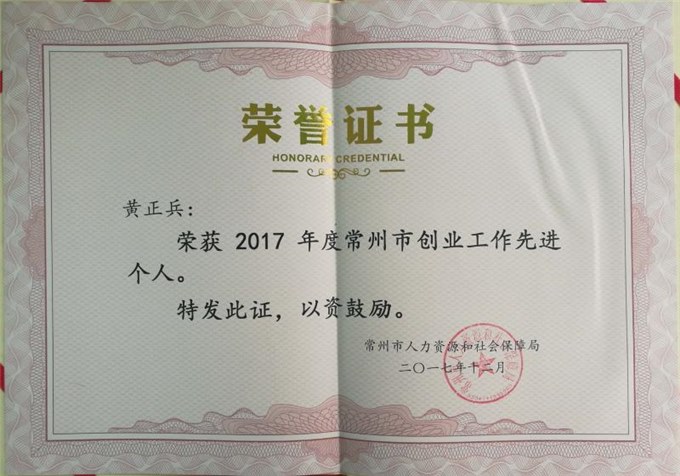 荣誉证书
HONORARY CREDENTIAL
黄正兵：
荣获 2017 年度常州市创业工作先进
个人。
特发此证，以资鼓励。
常州市人力资源和社会保障局
二〇一七年十二月